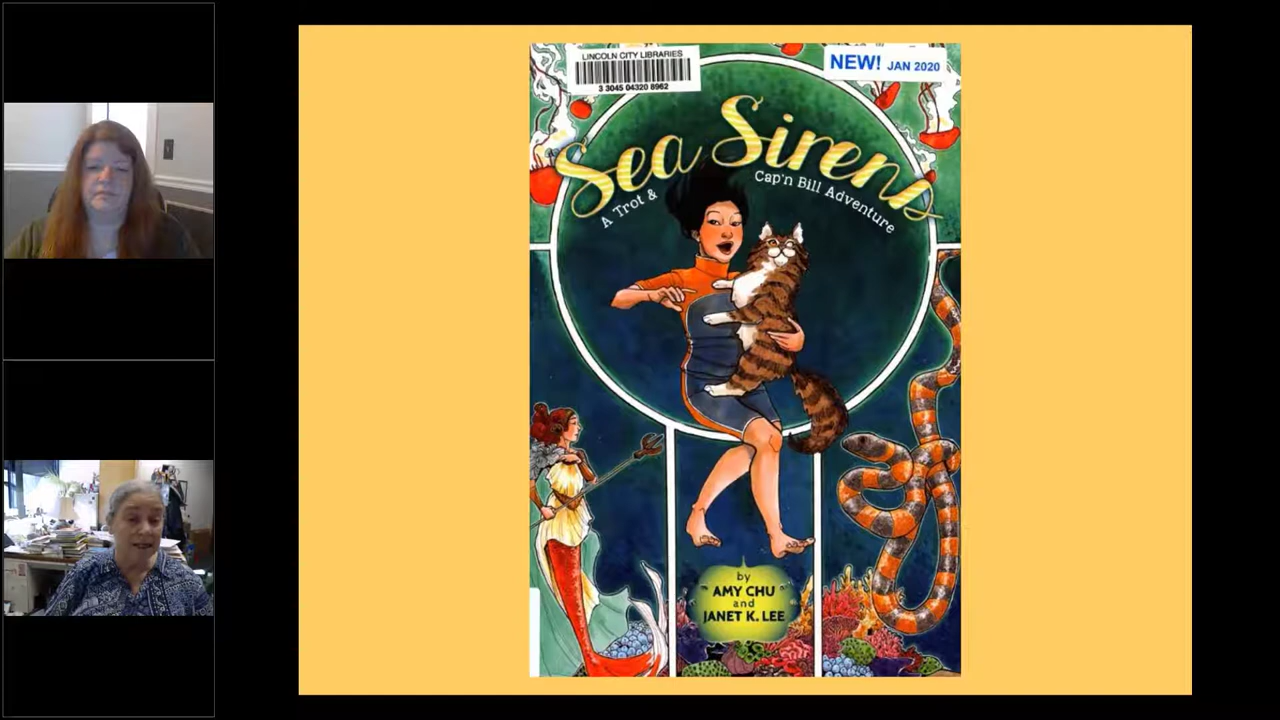 LINCOLN CITY LIBRARIES
3 3045 04320 8962
NEW! JAN 2020
Sea Sirens
A Trot &
Cap'n Bill Adventure
by
AMY CHU
and
JANET K. LEE